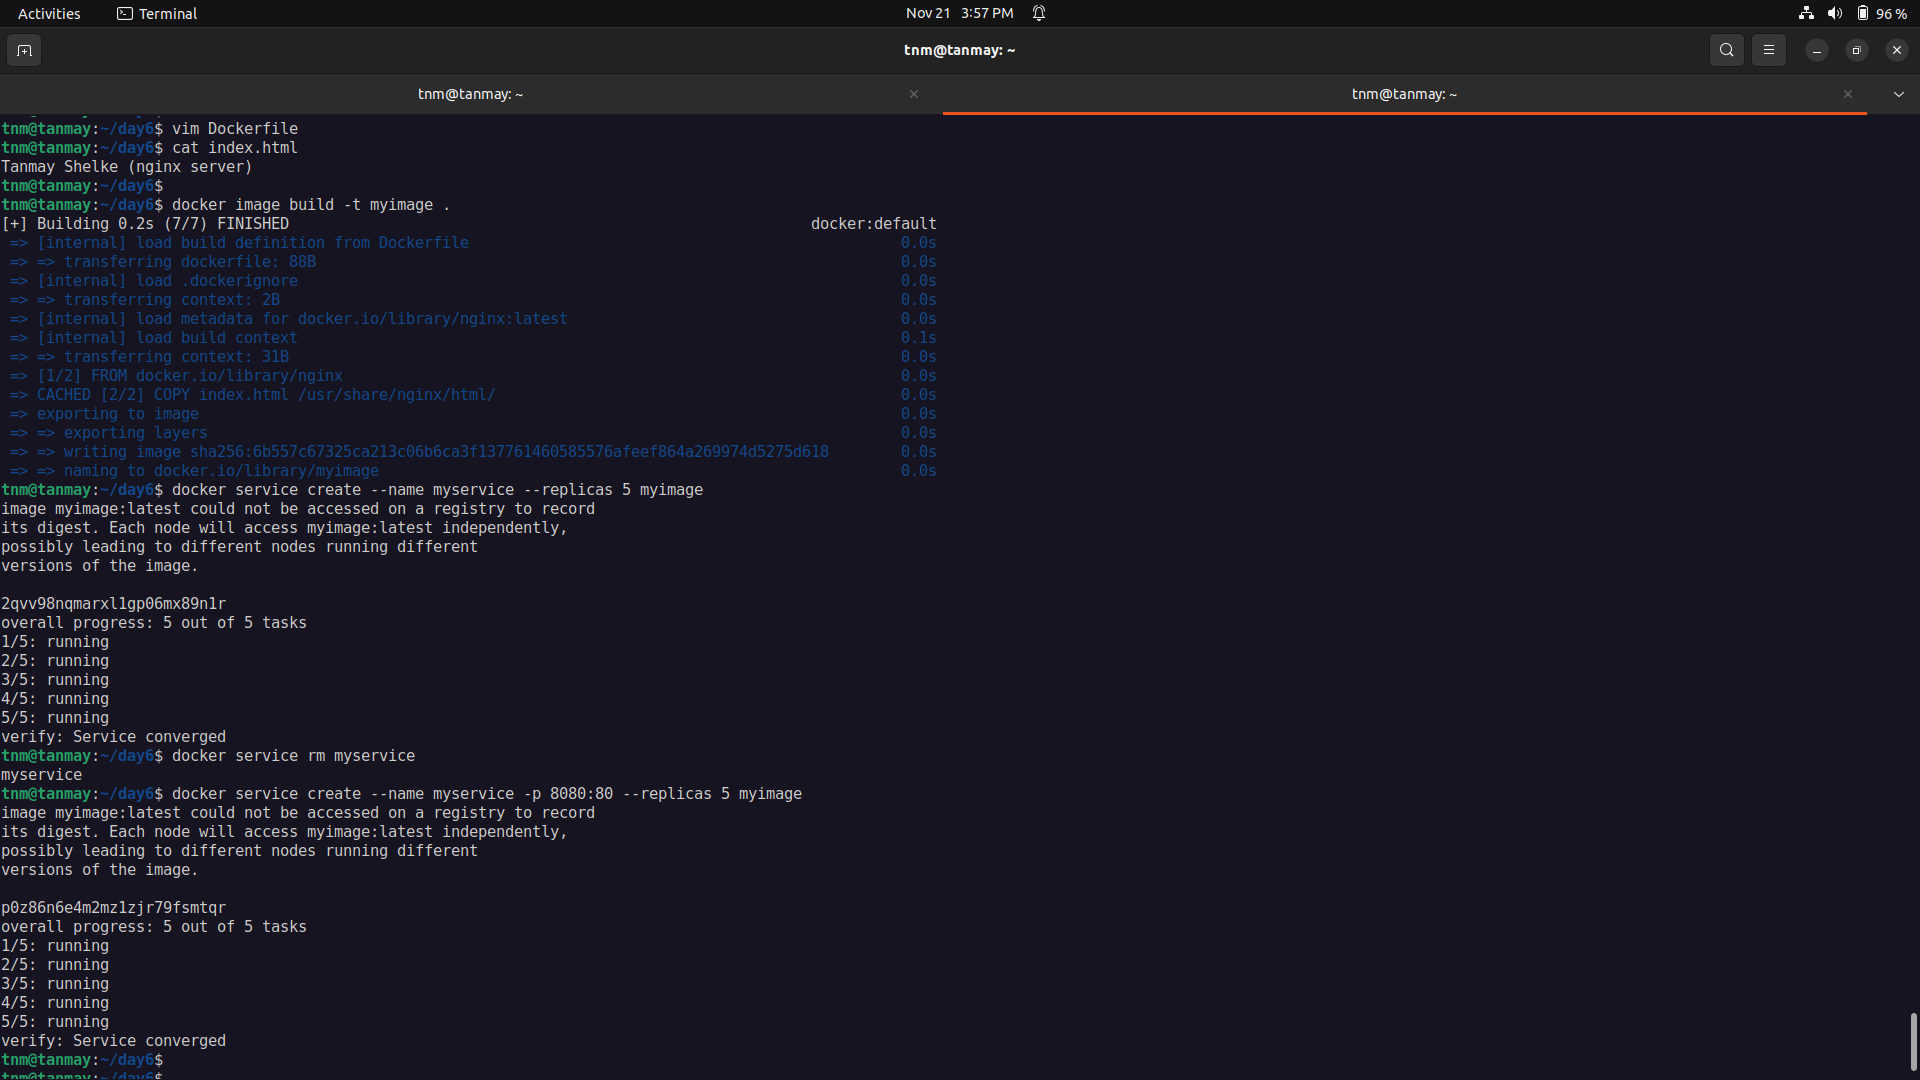 Activities Terminal Nov 21 3:57 PM 96 %
tnm@tanmay: ~
tnm@tanmay: ~ tnm@tanmay: ~
tnm@tanmay:~/day6$ vim Dockerfile
tnm@tanmay:~/day6$ cat index.html
Tanmay Shelke (nginx server)
tnm@tanmay:~/day6$
tnm@tanmay:~/day6$ docker image build -t myimage .
[+] Building 0.2s (7/7) FINISHED docker:default
=> [internal] load build definition from Dockerfile 0.0s
=> => transferring dockerfile: 88B 0.0s
=> [internal] load .dockerignore 0.0s
=> => transferring context: 2B 0.0s
=> [internal] load metadata for docker.io/library/nginx:latest 0.0s
=> [internal] load build context 0.1s
=> => transferring context: 31B 0.0s
=> [1/2] FROM docker.io/library/nginx 0.0s
=> CACHED [2/2] COPY index.html /usr/share/nginx/html/ 0.0s
=> exporting to image 0.0s
=> => exporting layers 0.0s
=> => writing image sha256:6b557c67325ca213c06b6ca3f137761460585576afeef864a269974d5275d618 0.0s
=> => naming to docker.io/library/myimage 0.0s
tnm@tanmay:~/day6$ docker service create --name myservice --replicas 5 myimage
image myimage:latest could not be accessed on a registry to record
its digest. Each node will access myimage:latest independently,
possibly leading to different nodes running different
versions of the image.
2qvv98nqmarxl1gp06mx89n1r
overall progress: 5 out of 5 tasks
1/5: running
2/5: running
3/5: running
4/5: running
5/5: running
verify: Service converged
tnm@tanmay:~/day6$ docker service rm myservice
myservice
tnm@tanmay:~/day6$ docker service create --name myservice -p 8080:80 --replicas 5 myimage
image myimage:latest could not be accessed on a registry to record
its digest. Each node will access myimage:latest independently,
possibly leading to different nodes running different
versions of the image.
p0z86n6e4m2mz1zjr79fsmtqr
overall progress: 5 out of 5 tasks
1/5: running
2/5: running
3/5: running
4/5: running
5/5: running
verify: Service converged
tnm@tanmay:~/day6$
tnm@tanmay:~/day6$